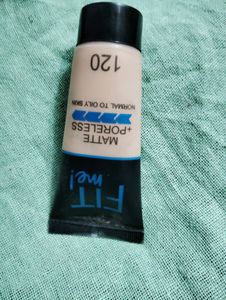 FIT
me!
MATTE
+PORELESS
NORMAL TO OILY SKIN
120